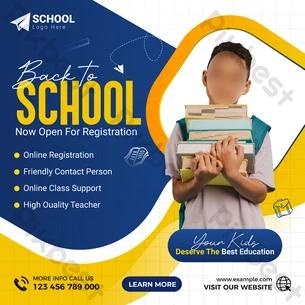 SCHOOL
Logo Here
Back to
SCHOOL
Now Open For Registration
Online Registration
Friendly Contact Person
Online Class Support
High Quality Teacher
Your Kids
Deserve The Best Education
MORE INFO CALL US
123 456 789 000
LEARN MORE
www.example.com
VISIT OUR WEBSITE